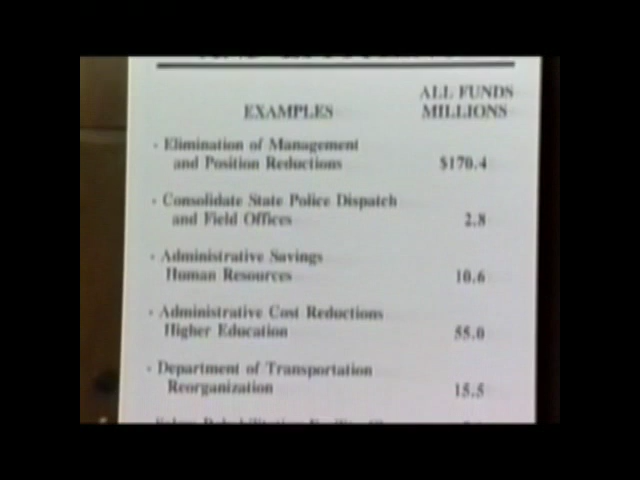 EXAMPLES
ALL FUNDS
MILLIONS
- Elimination of Management
and Position Reductions $170.4
- Consolidate State Police Dispatch
and Field Offices 2.8
- Administrative Savings
Human Resources 10.6
- Administrative Cost Reductions
Higher Education 55.0
- Department of Transportation
Reorganization 15.5